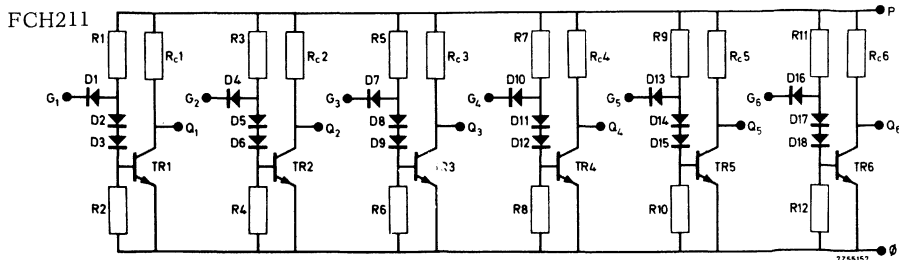 FCH211
P
R1 R3 R5 R7 R9 R11
Rc1 Rc2 Rc3 Rc4 Rc5 Rc6
D1 D4 D7 D10 D13 D16
G1 G2 G3 G4 G5 G6
D2 D5 D8 D11 D14 D17
Q1 Q2 Q3 Q4 Q5 Q6
D3 D6 D9 D12 D15 D18
TR1 TR2 TR3 TR4 TR5 TR6
R2 R4 R6 R8 R10 R12
Ø
7Z55152